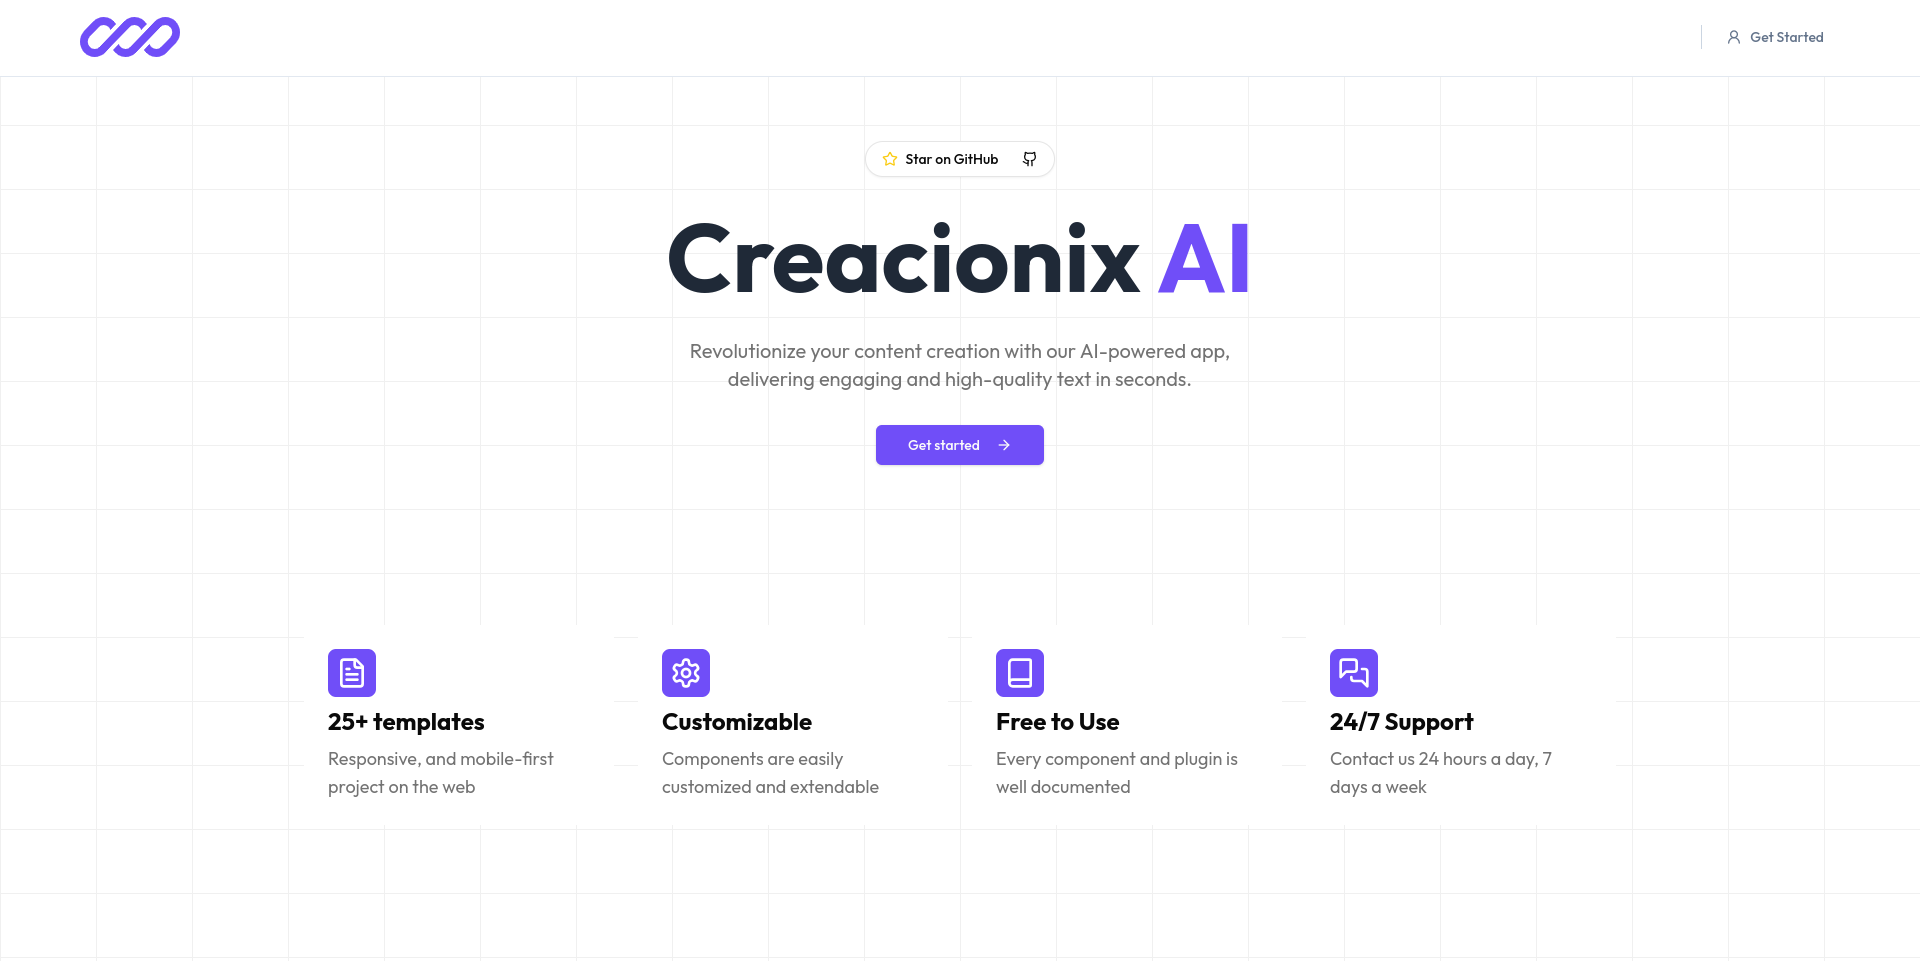 Get Started
Star on GitHub
Creacionix AI
Revolutionize your content creation with our AI-powered app,
delivering engaging and high-quality text in seconds.
Get started
25+ templates
Responsive, and mobile-first
project on the web
Customizable
Components are easily
customized and extendable
Free to Use
Every component and plugin is
well documented
24/7 Support
Contact us 24 hours a day, 7
days a week